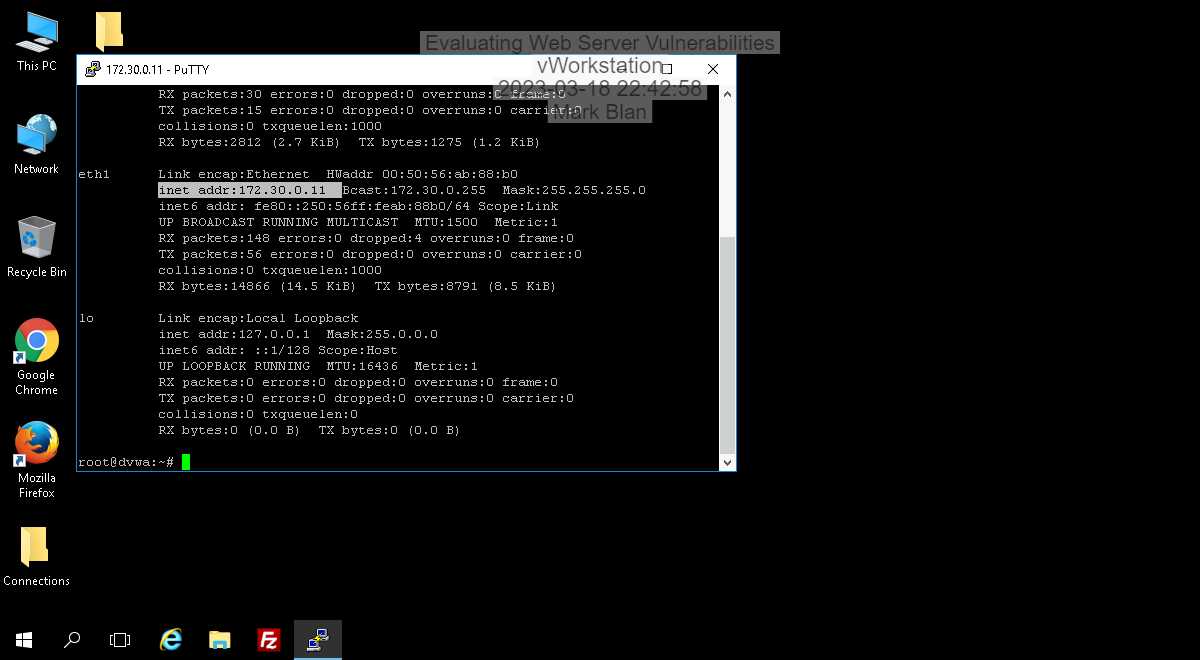 This PC
Network
Recycle Bin
Google
Chrome
Mozilla
Firefox
Connections
Evaluating Web Server Vulnerabilities
vWorkstation
2023-03-18 22:42:58
Mark Blan
172.30.0.11 - PuTTY
RX packets:30 errors:0 dropped:0 overruns:0 frame:0
TX packets:15 errors:0 dropped:0 overruns:0 carrier:0
collisions:0 txqueuelen:1000
RX bytes:2812 (2.7 KiB)  TX bytes:1275 (1.2 KiB)
eth1 Link encap:Ethernet  HWaddr 00:50:56:ab:88:b0
inet addr:172.30.0.11  Bcast:172.30.0.255  Mask:255.255.255.0
inet6 addr: fe80::250:56ff:feab:88b0/64 Scope:Link
UP BROADCAST RUNNING MULTICAST  MTU:1500  Metric:1
RX packets:148 errors:0 dropped:4 overruns:0 frame:0
TX packets:56 errors:0 dropped:0 overruns:0 carrier:0
collisions:0 txqueuelen:1000
RX bytes:14866 (14.5 KiB)  TX bytes:8791 (8.5 KiB)
lo Link encap:Local Loopback
inet addr:127.0.0.1  Mask:255.0.0.0
inet6 addr: ::1/128 Scope:Host
UP LOOPBACK RUNNING  MTU:16436  Metric:1
RX packets:0 errors:0 dropped:0 overruns:0 frame:0
TX packets:0 errors:0 dropped:0 overruns:0 carrier:0
collisions:0 txqueuelen:0
RX bytes:0 (0.0 B)  TX bytes:0 (0.0 B)
root@dvwa:~#